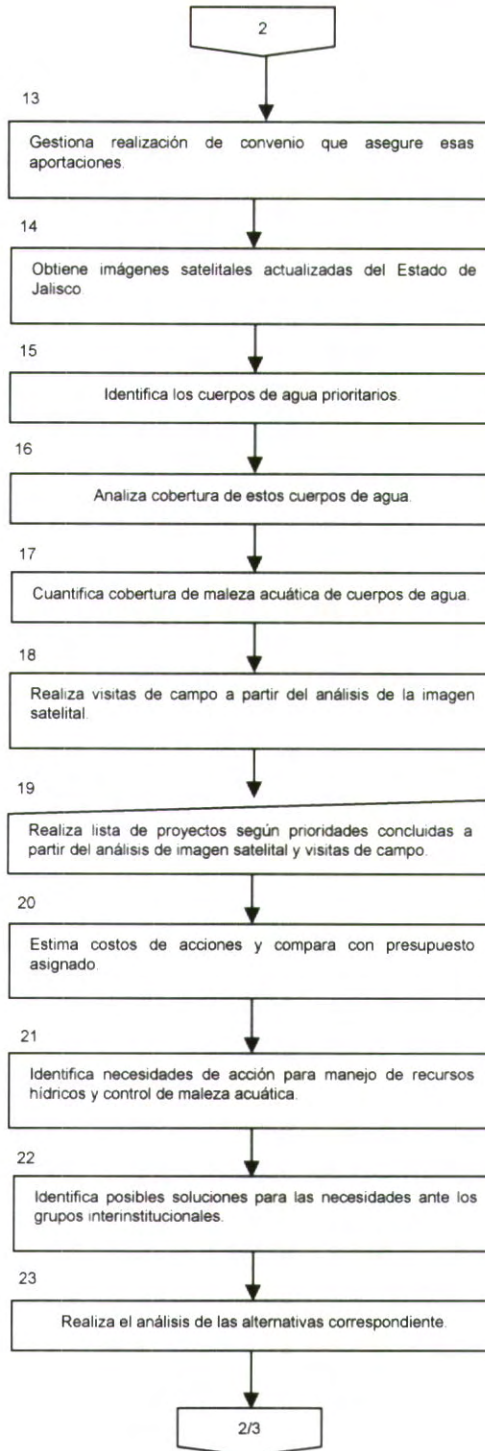 2
13
Gestiona realización de convenio que asegure esas
aportaciones.
14
Obtiene imágenes satelitales actualizadas del Estado de
Jalisco
15
Identifica los cuerpos de agua prioritarios.
16
Analiza cobertura de estos cuerpos de agua.
17
Cuantifica cobertura de maleza acuática de cuerpos de agua.
18
Realiza visitas de campo a partir del análisis de la imagen
satelital.
19
Realiza lista de proyectos según prioridades concluidas a
partir del análisis de imagen satelital y visitas de campo.
20
Estima costos de acciones y compara con presupuesto
asignado.
21
Identifica necesidades de acción para manejo de recursos
hídricos y control de maleza acuática.
22
Identifica posibles soluciones para las necesidades ante los
grupos interinstitucionales.
23
Realiza el análisis de las alternativas correspondiente.
2/3